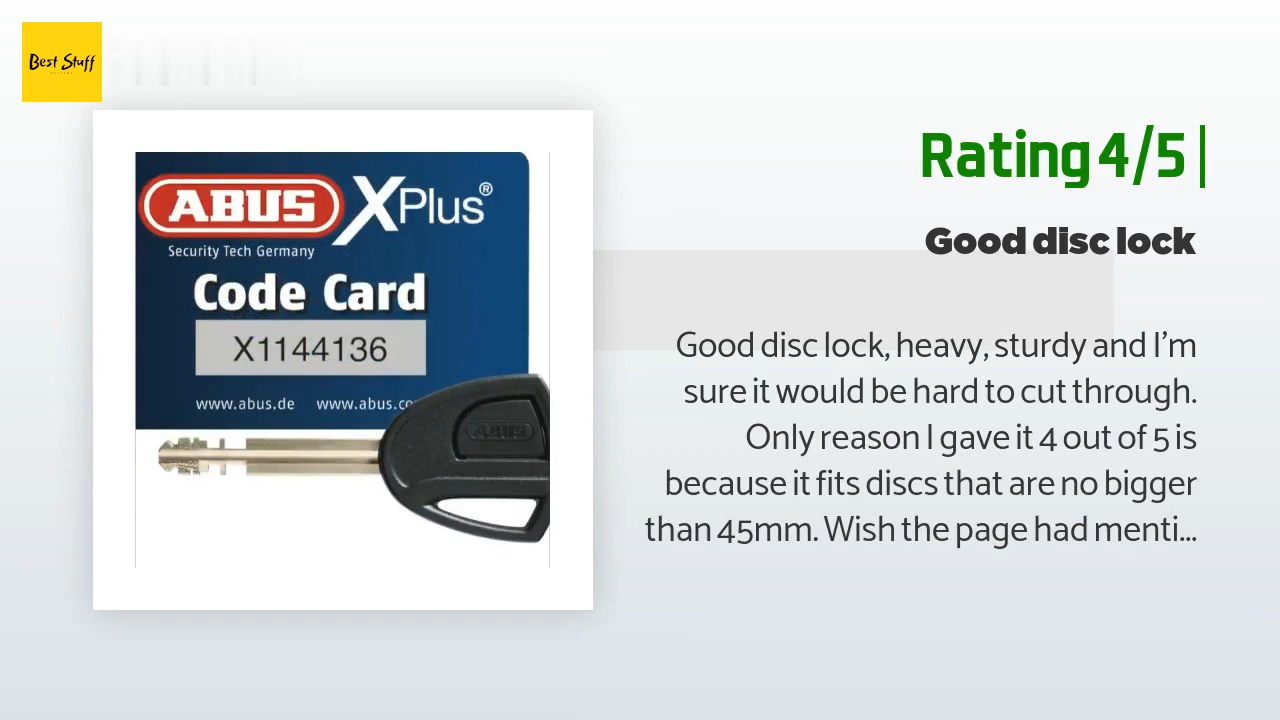 Best Stuff
Rating 4/5
ABUS XPlus®
Security Tech Germany
Code Card
X1144136
www.abus.de www.abus.co
ABUS
Good disc lock
Good disc lock, heavy, sturdy and I'm
sure it would be hard to cut through.
Only reason I gave it 4 out of 5 is
because it fits discs that are no bigger
than 45mm. Wish the page had menti...